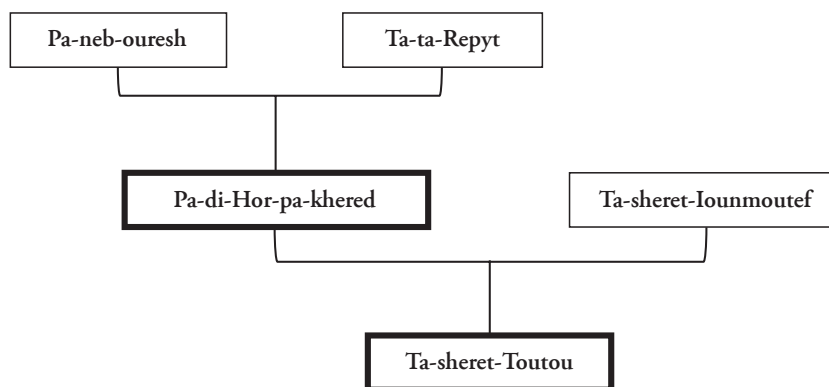 Pa-neb-ouresh
Ta-ta-Repyt
Pa-di-Hor-pa-khered
Ta-sheret-Iounmoutef
Ta-sheret-Toutou